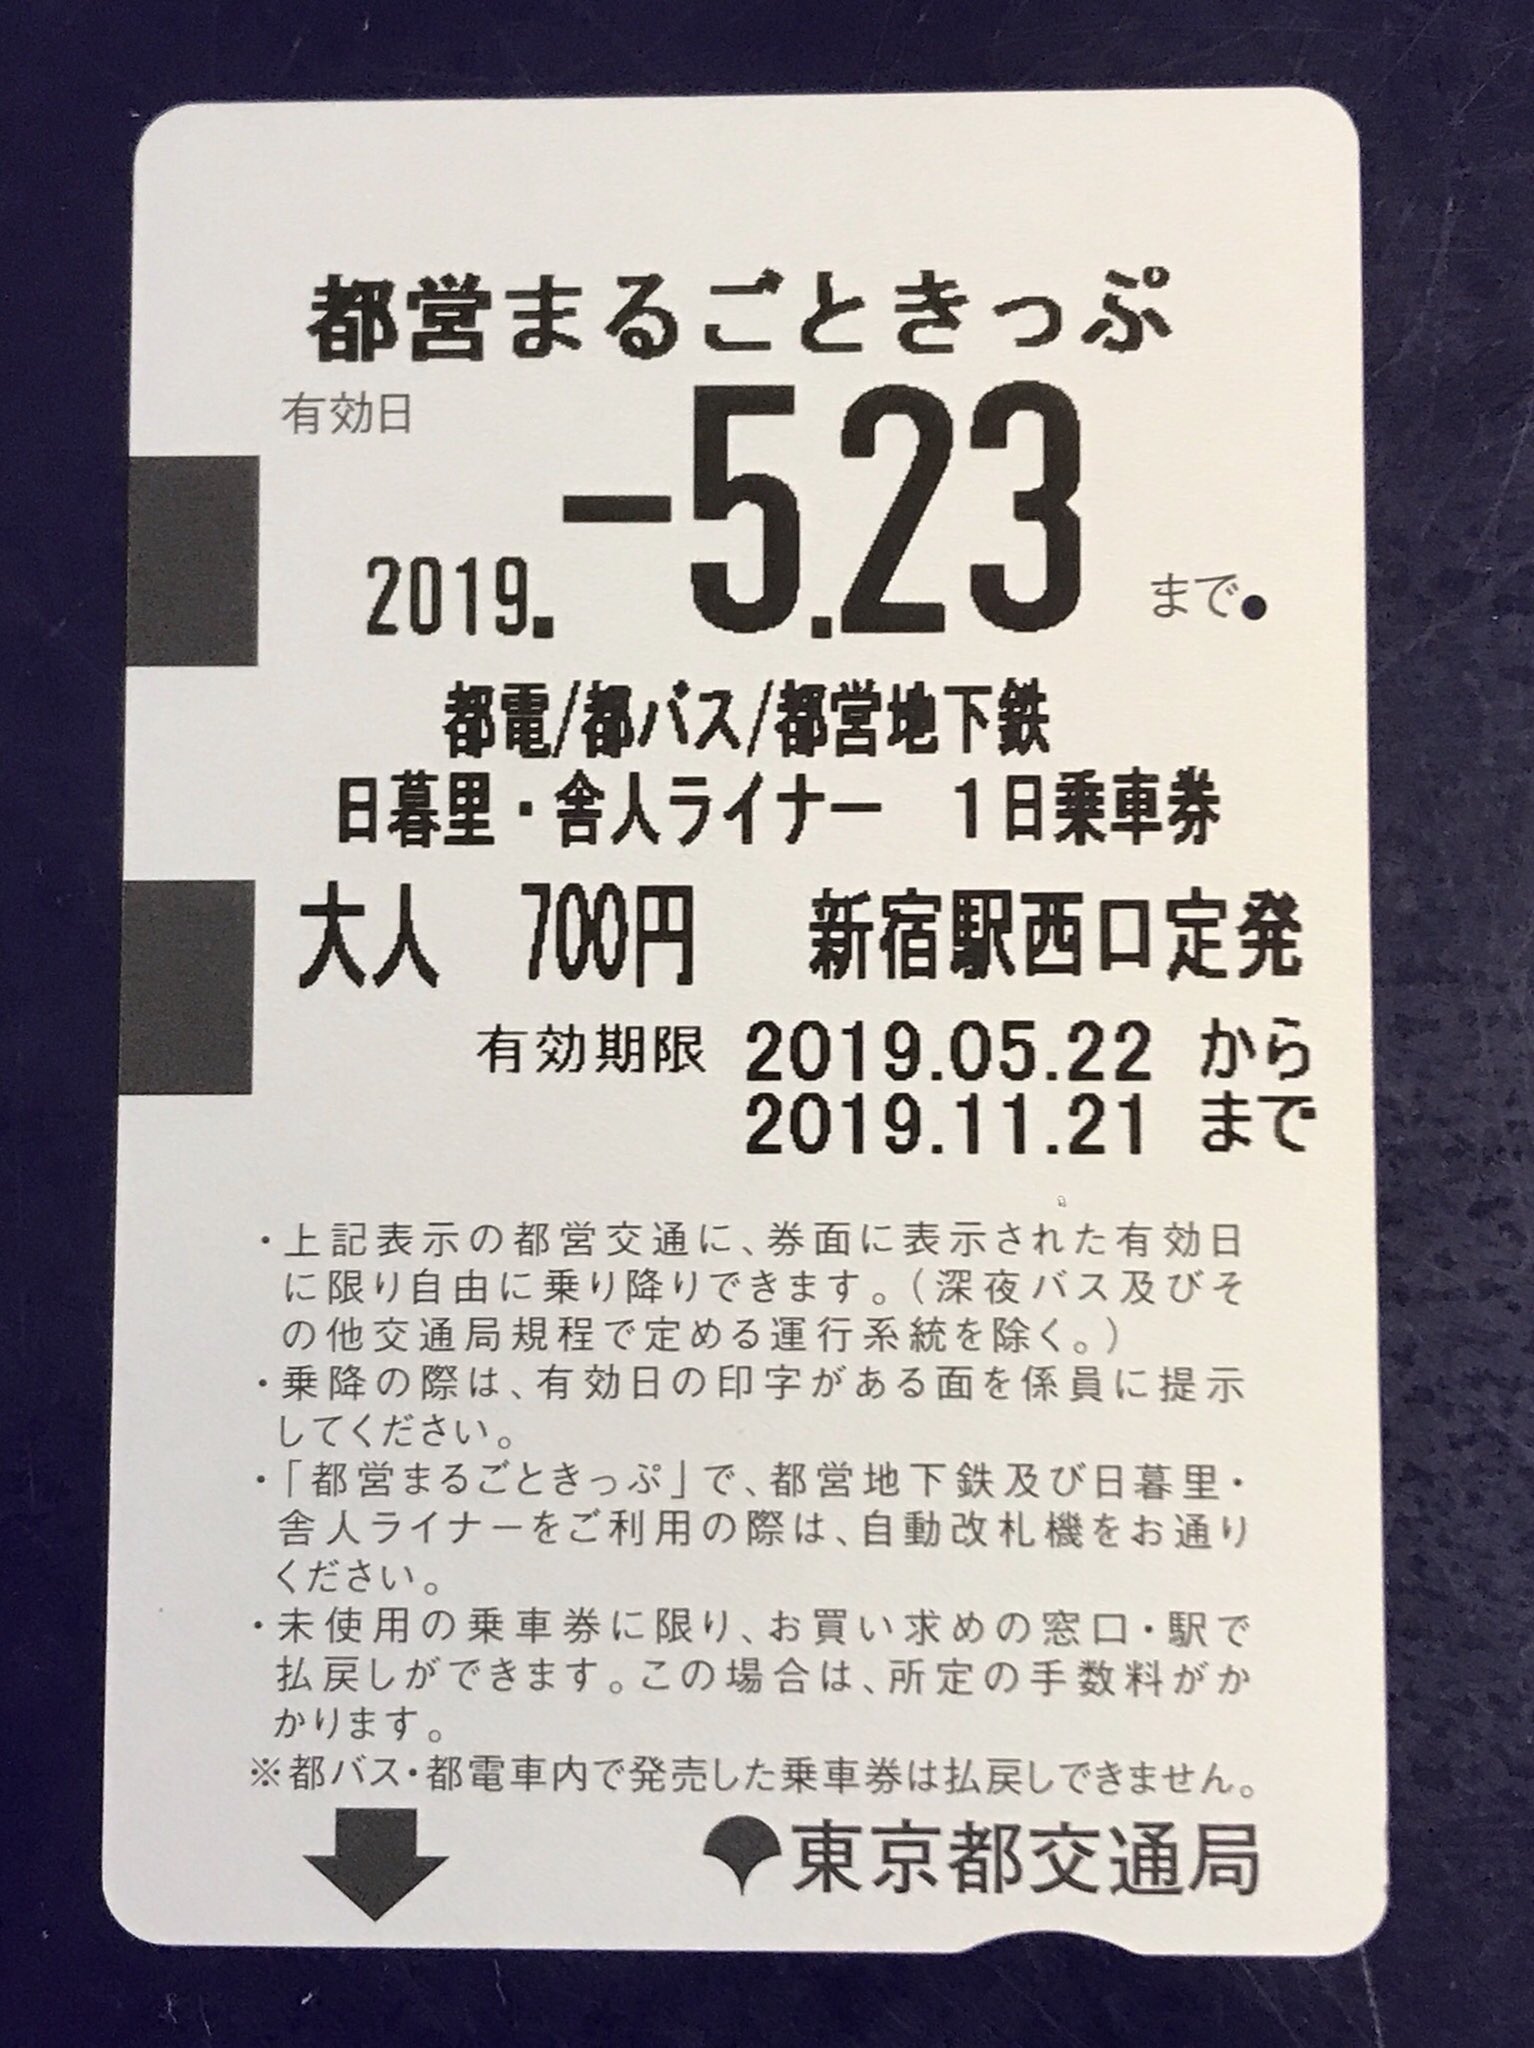 都営まるごときっぷ
有効日
2019.-5.23まで●
都電/都バス/都営地下鉄
日暮里・舎人ライナー　1日乗車券
大人　700円　新宿駅西口定発
有効期限　2019.05.22 から
2019.11.21 まで
・上記表示の都営交通に、券面に表示された有効日
に限り自由に乗り降りできます。（深夜バス及びそ
の他交通局規程で定める運行系統を除く。）
・乗降の際は、有効日の印字がある面を係員に提示
してください。
・「都営まるごときっぷ」で、都営地下鉄及び日暮里・
舎人ライナーをご利用の際は、自動改札機をお通り
ください。
・未使用の乗車券に限り、お買い求めの窓口・駅で
払戻しができます。この場合は、所定の手数料がか
かります。
※都バス・都電車内で発売した乗車券は払戻しできません。
東京都交通局